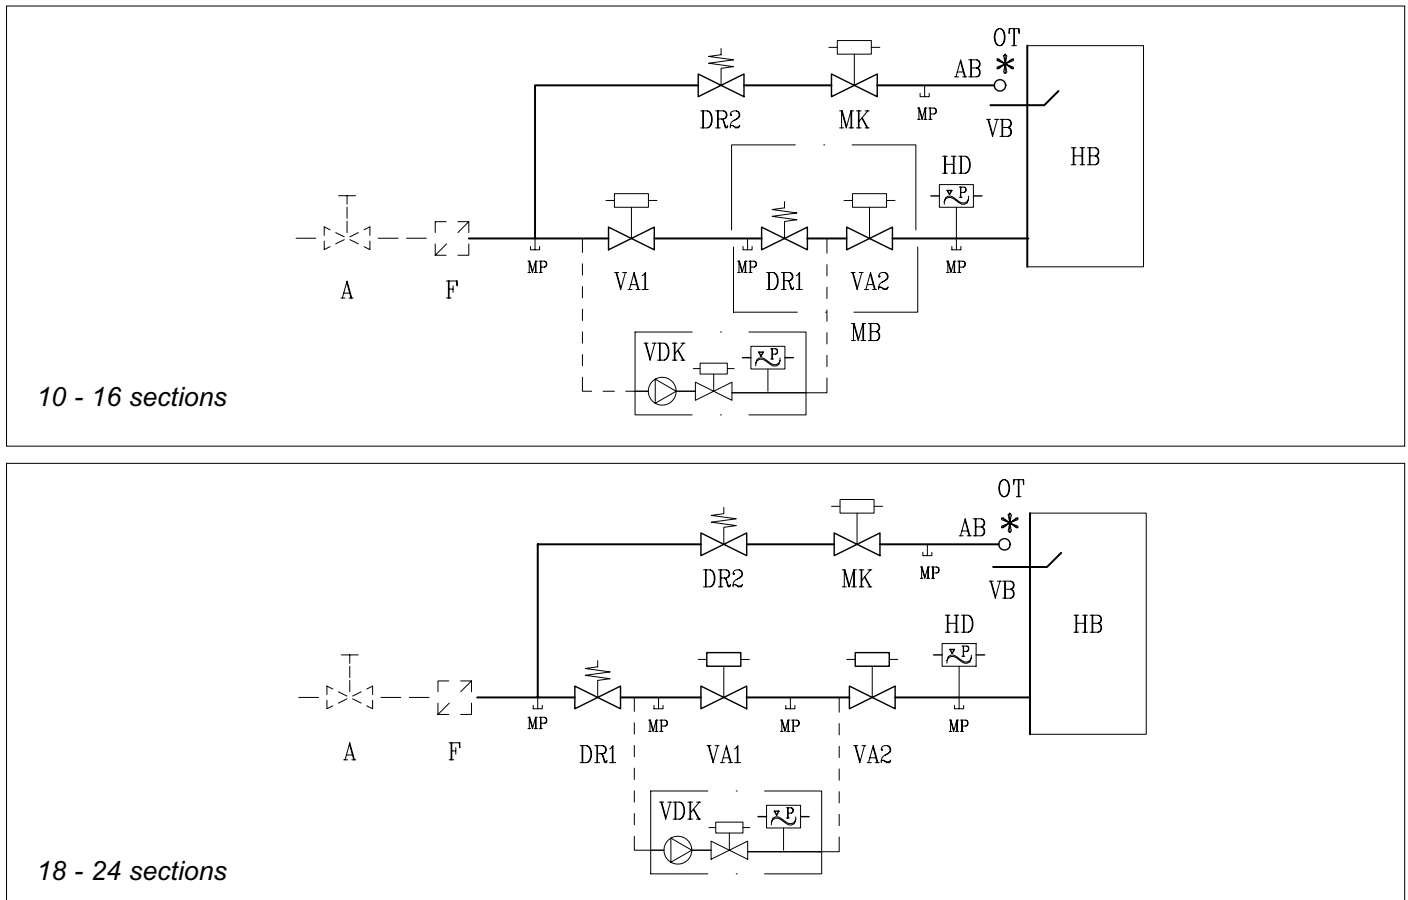 OT
AB
DR2
MK
MP
VB
HB
HD
P
A
F
MP
VA1
MP
DR1
VA2
MP
MB
VDK
P
10 - 16 sections
OT
AB
DR2
MK
MP
VB
HB
HD
P
A
F
MP
DR1
MP
VA1
MP
VA2
MP
VDK
P
18 - 24 sections